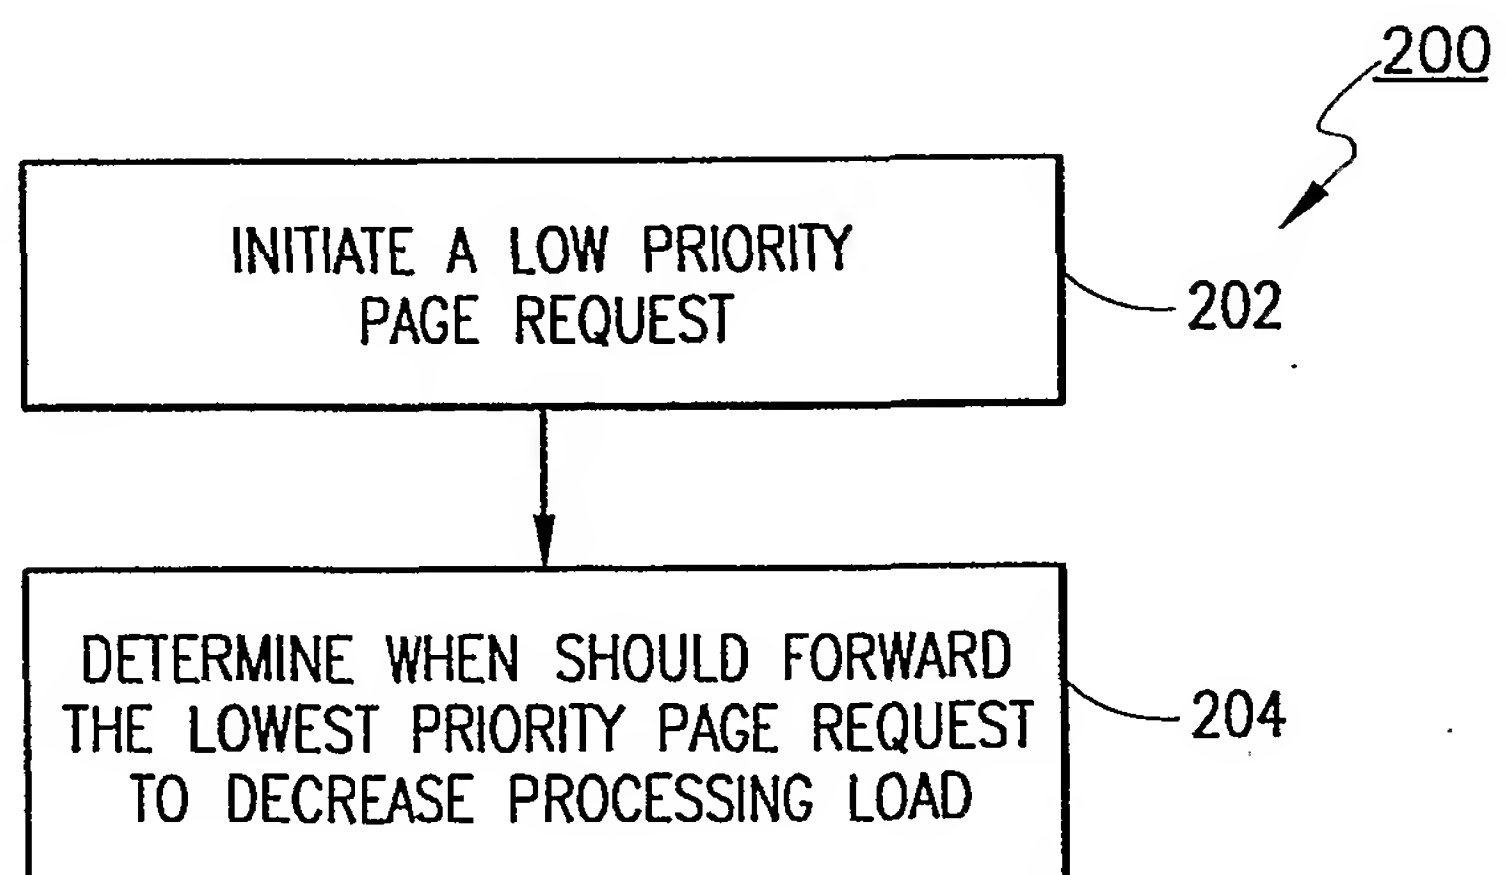 200
INITIATE A LOW PRIORITY
PAGE REQUEST
202
DETERMINE WHEN SHOULD FORWARD
THE LOWEST PRIORITY PAGE REQUEST
TO DECREASE PROCESSING LOAD
204